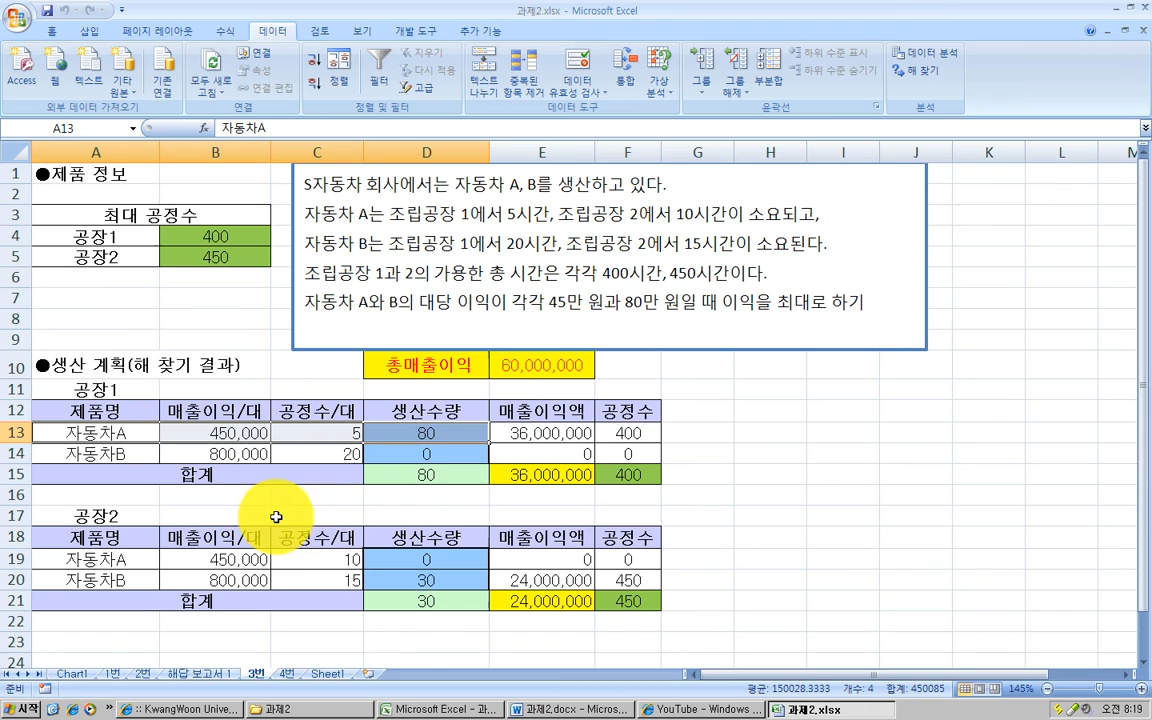 과제2.xlsx - Microsoft Excel
홈 삽입 페이지 레이아웃 수식 데이터 검토 보기 개발 도구 추가 기능
Access 웹 텍스트 기타 원본 기존 연결 모두 새로 고침 연결 속성 연결 편집 정렬 필터 지우기 다시 적용 고급 텍스트 나누기 중복된 항목 제거 데이터 유효성 검사 통합 가상 분석 그룹 그룹 해제 부분합 하위 수준 표시 하위 수준 숨기기 데이터 분석 해 찾기
외부 데이터 가져오기 연결 정렬 및 필터 데이터 도구 윤곽선 분석
A13 fx 자동차A
A B C D E F G H I J K L M
1 ●제품 정보
2
3 최대 공정수
4 공장1 400
5 공장2 450
6
7
8
9
S자동차 회사에서는 자동차 A, B를 생산하고 있다.
자동차 A는 조립공장 1에서 5시간, 조립공장 2에서 10시간이 소요되고,
자동차 B는 조립공장 1에서 20시간, 조립공장 2에서 15시간이 소요된다.
조립공장 1과 2의 가용한 총 시간은 각각 400시간, 450시간이다.
자동차 A와 B의 대당 이익이 각각 45만 원과 80만 원일 때 이익을 최대로 하기
10 ●생산 계획(해 찾기 결과) 총매출이익 60,000,000
11 공장1
12 제품명 매출이익/대 공정수/대 생산수량 매출이익액 공정수
13 자동차A 450,000 5 80 36,000,000 400
14 자동차B 800,000 20 0 0 0
15 합계 80 36,000,000 400
16
17 공장2
18 제품명 매출이익/대 공정수/대 생산수량 매출이익액 공정수
19 자동차A 450,000 10 0 0 0
20 자동차B 800,000 15 30 24,000,000 450
21 합계 30 24,000,000 450
22
23
24
Chart1 1번 2번 해답 보고서 1 3번 4번 Sheet1
준비 평균: 150028.3333 개수: 4 합계: 450085 145%
시작 :: KwangWoon Unive... 과제2 Microsoft Excel - 과... 과제2.docx - Micros... YouTube - Windows ... 과제2.xlsx 오전 8:19